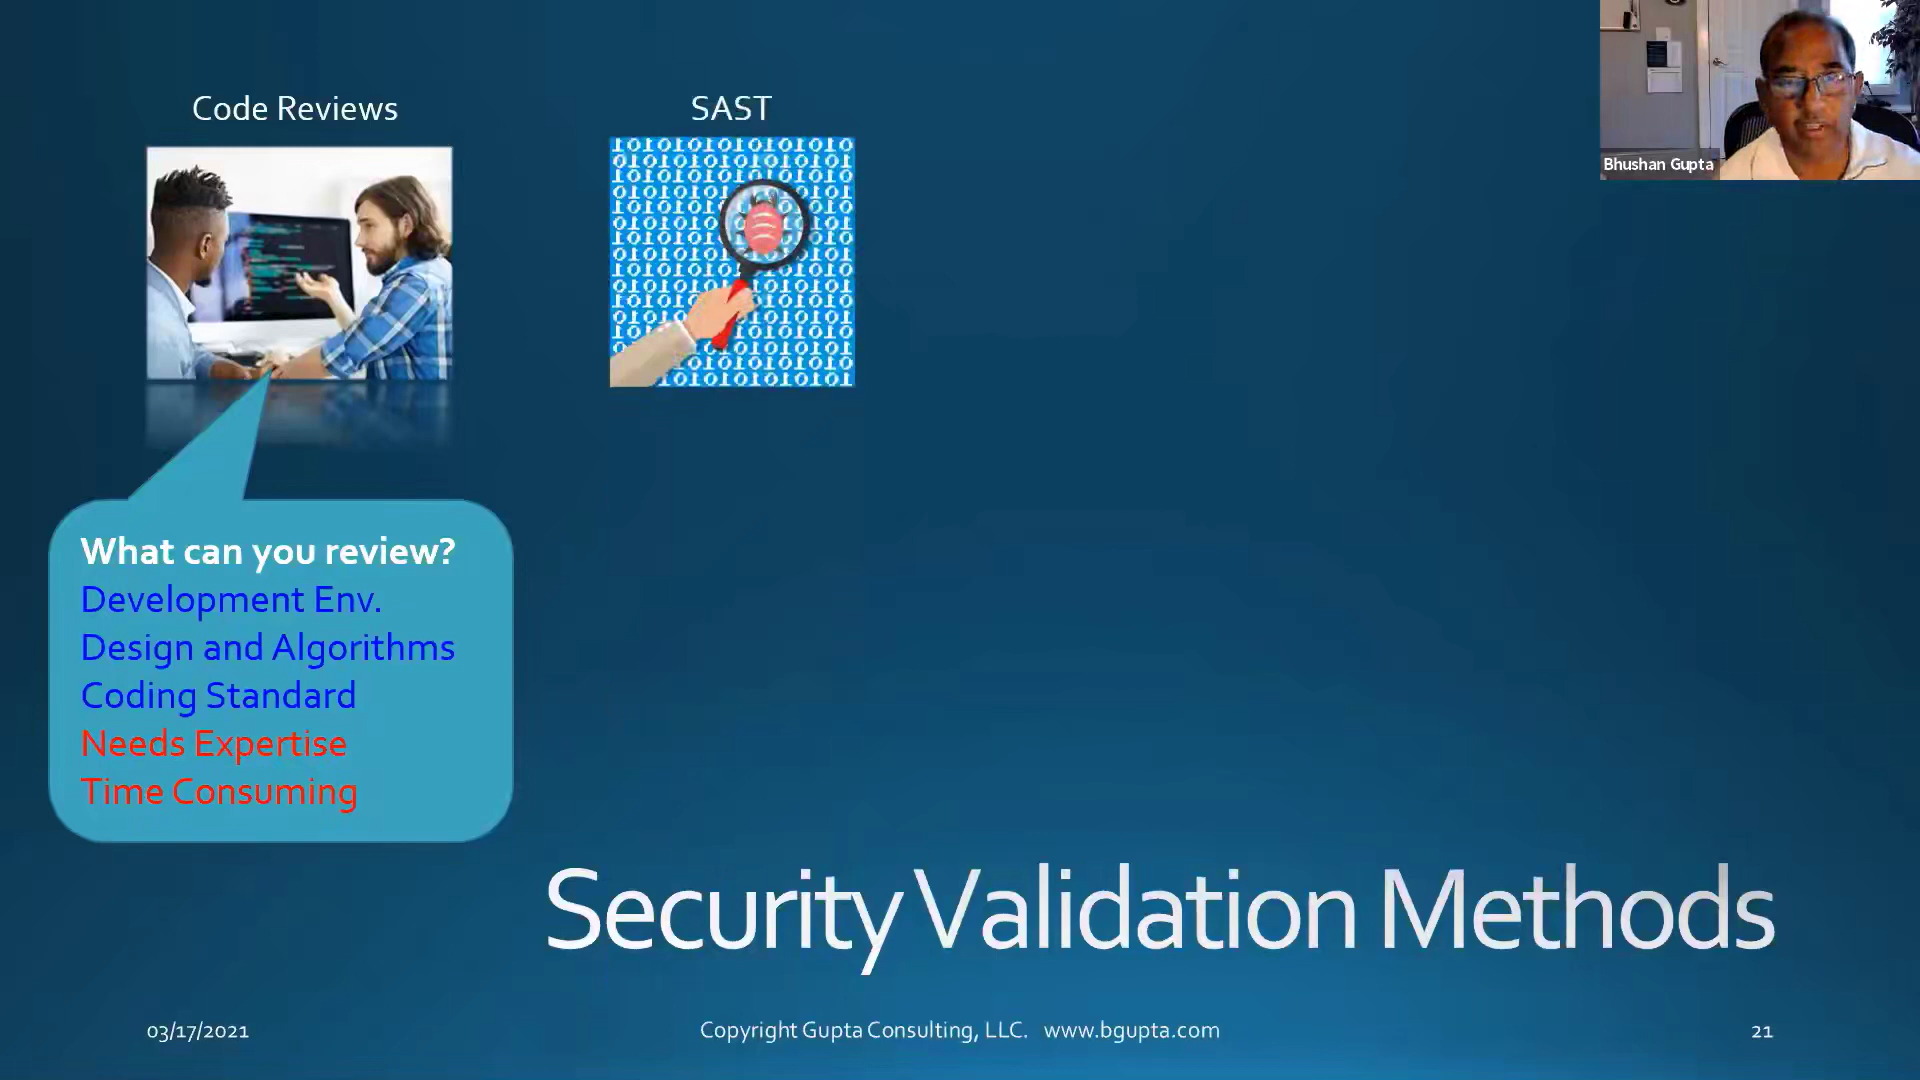 Code Reviews
SAST
Bhushan Gupta
What can you review?
Development Env.
Design and Algorithms
Coding Standard
Needs Expertise
Time Consuming
Security Validation Methods
03/17/2021
Copyright Gupta Consulting, LLC. www.bgupta.com
21